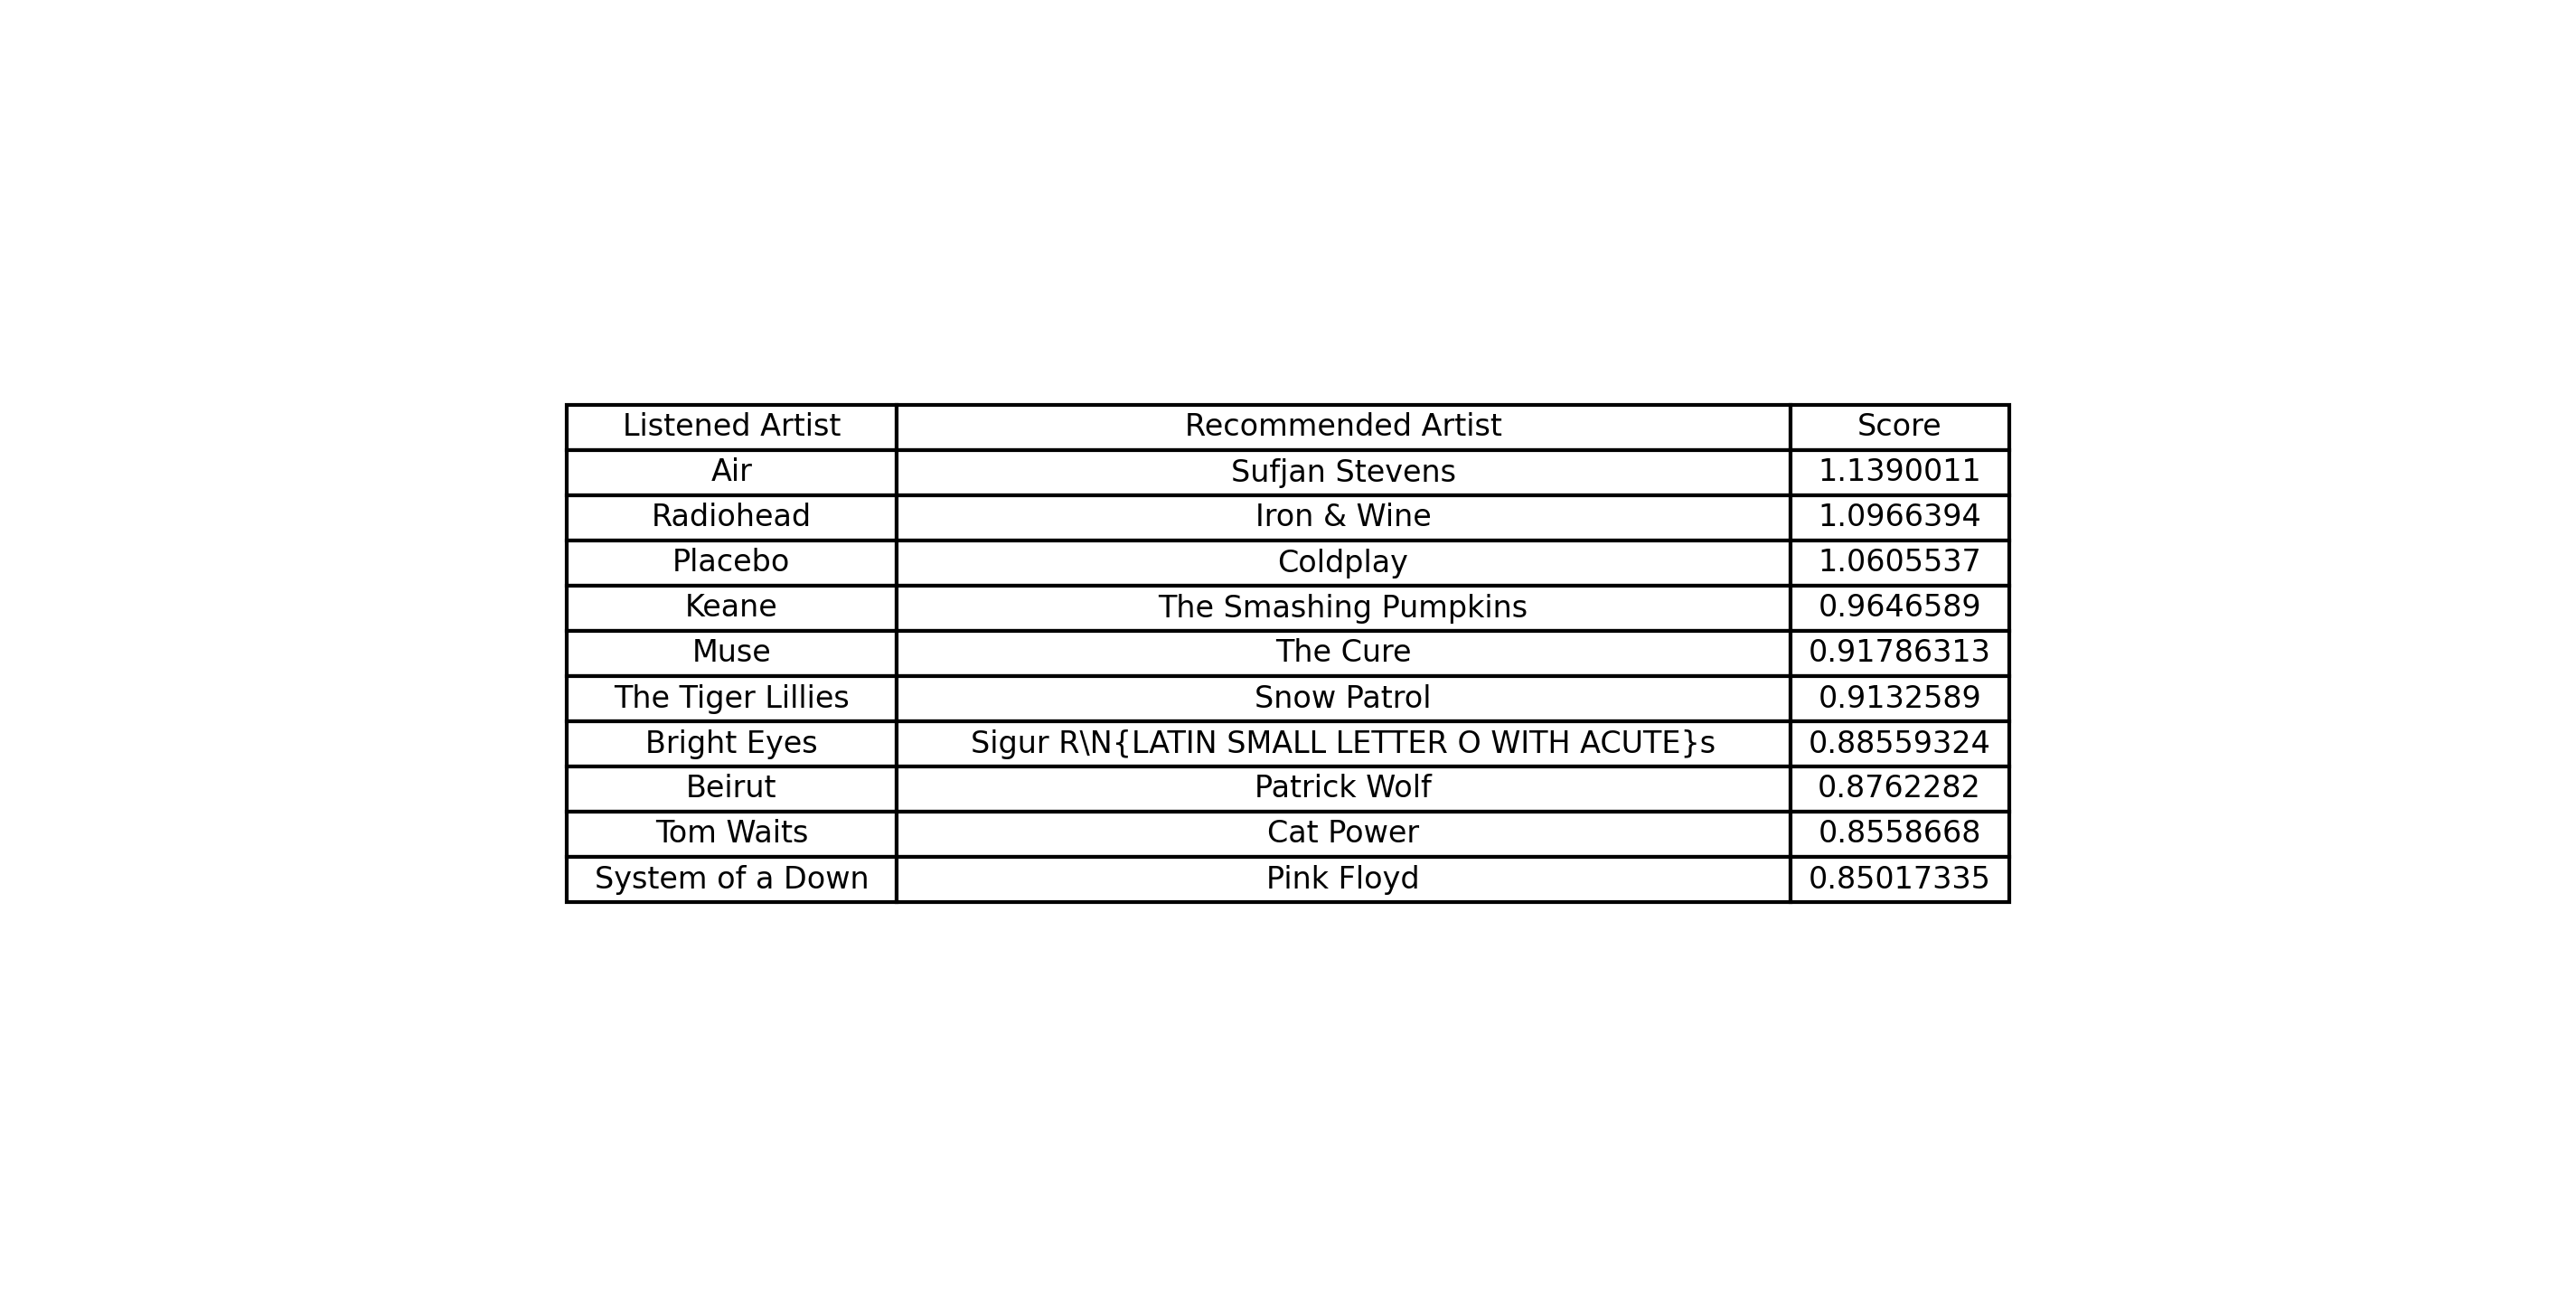 Listened Artist Recommended Artist Score
Air Sufjan Stevens 1.1390011
Radiohead Iron & Wine 1.0966394
Placebo Coldplay 1.0605537
Keane The Smashing Pumpkins 0.9646589
Muse The Cure 0.91786313
The Tiger Lillies Snow Patrol 0.9132589
Bright Eyes Sigur R\N{LATIN SMALL LETTER O WITH ACUTE}s 0.88559324
Beirut Patrick Wolf 0.8762282
Tom Waits Cat Power 0.8558668
System of a Down Pink Floyd 0.85017335